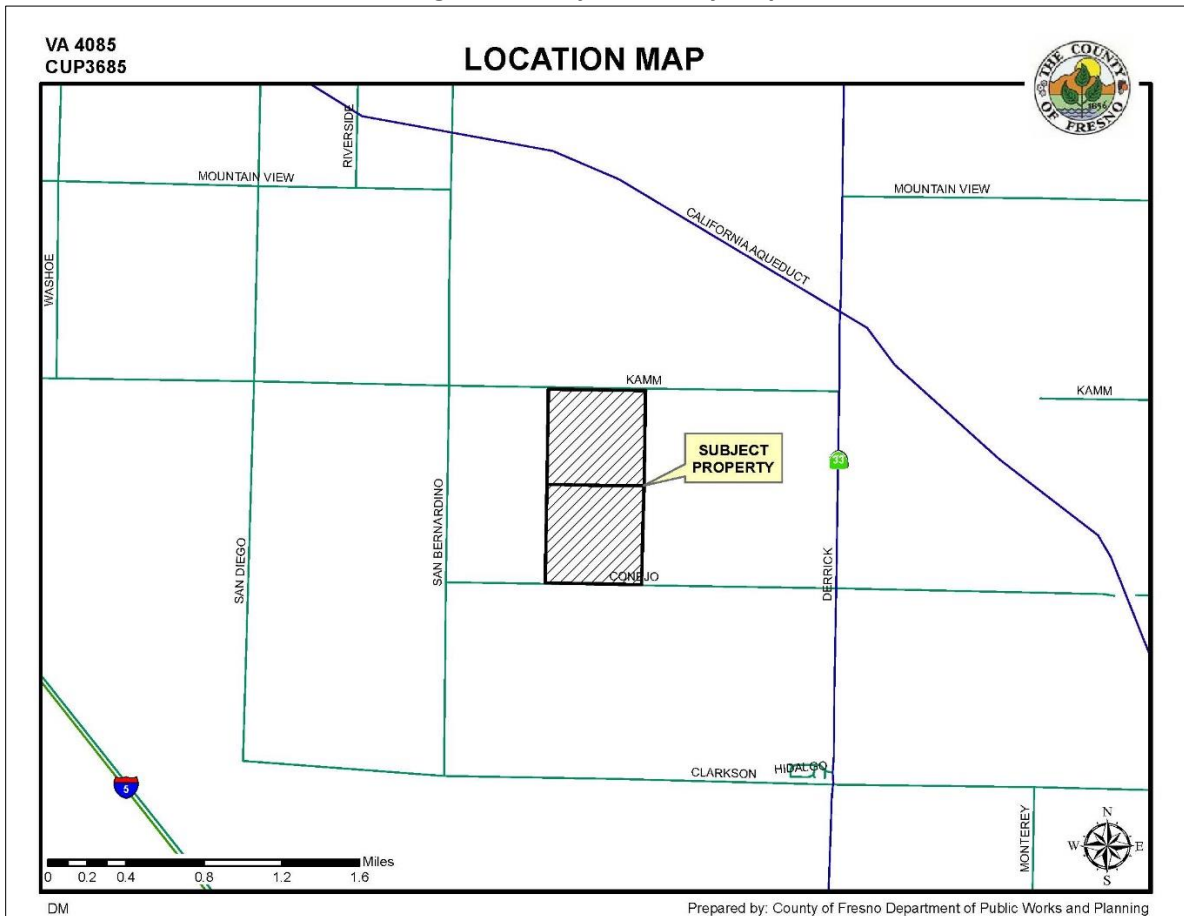 VA 4085
CUP3685
LOCATION MAP
THE COUNTY
OF FRESNO
1856
RIVERSIDE
MOUNTAIN VIEW
MOUNTAIN VIEW
WASHOE
CALIFORNIA AQUEDUCT
KAMM
KAMM
SUBJECT
PROPERTY
33
SAN DIEGO
SAN BERNARDINO
DERRICK
CONEJO
CLARKSON
HIDALGO
5
MONTEREY
N
W
E
S
Miles
0 0.2 0.4 0.8 1.2 1.6
DM
Prepared by: County of Fresno Department of Public Works and Planning